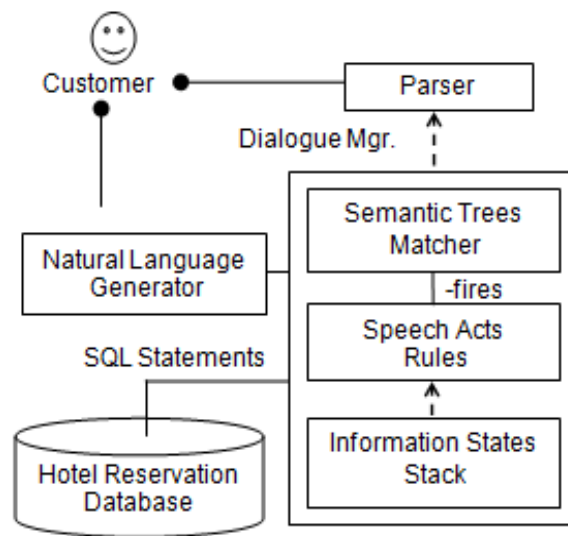 Customer
Parser
Dialogue Mgr.
Semantic Trees
Matcher
Natural Language
Generator
-fires
Speech Acts
Rules
SQL Statements
Information States
Stack
Hotel Reservation
Database